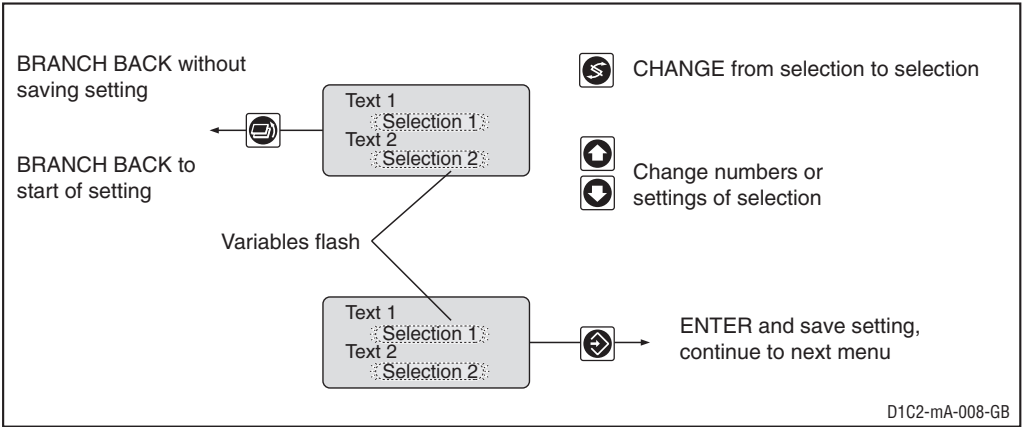 BRANCH BACK without
saving setting
BRANCH BACK to
start of setting
Text 1
Selection 1
Text 2
Selection 2
CHANGE from selection to selection
Change numbers or
settings of selection
Variables flash
Text 1
Selection 1
Text 2
Selection 2
ENTER and save setting,
continue to next menu
D1C2-mA-008-GB